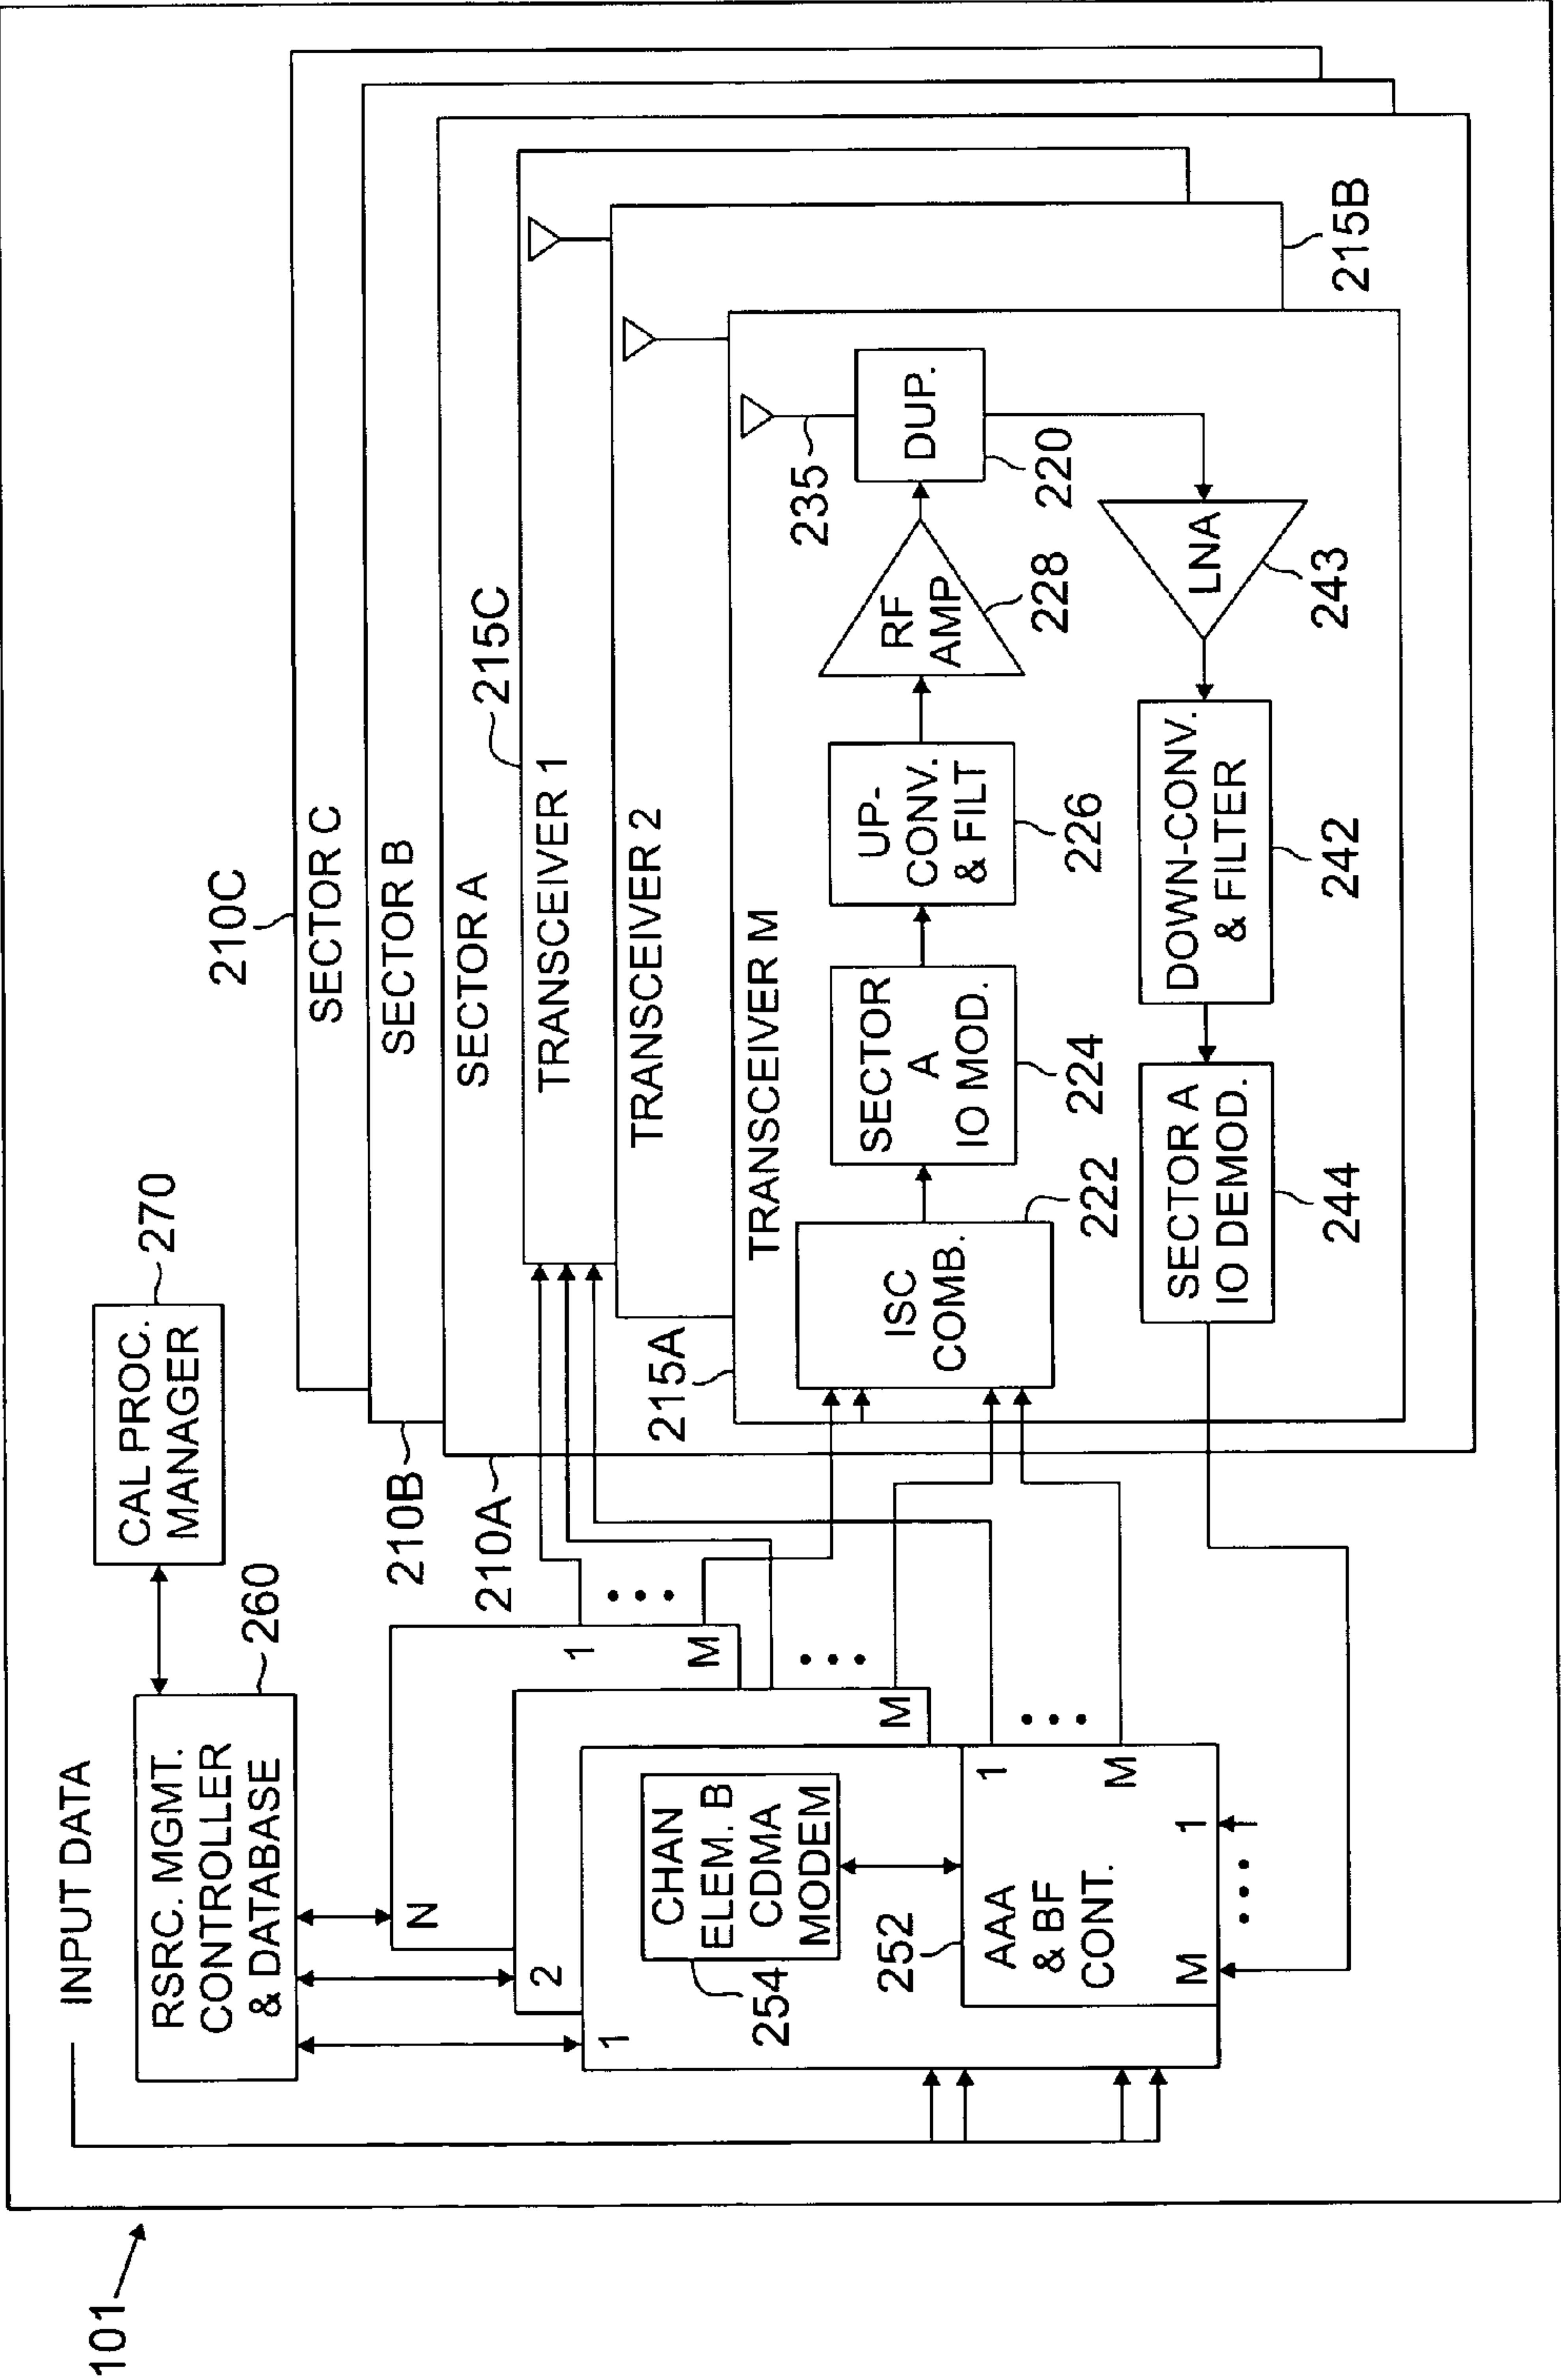 101
INPUT DATA
RSRC. MGMT.
CONTROLLER
& DATABASE
260
CAL PROC.
MANAGER
270
N
1
M
2
M
1
CHAN
ELEM. B
CDMA
MODEM
254
252
AAA
& BF
CONT.
1
M
M
1
210C
SECTOR C
210B
SECTOR B
210A
SECTOR A
215C
TRANSCEIVER 1
TRANSCEIVER 2
215B
215A
TRANSCEIVER M
ISC
COMB.
222
SECTOR
A
IO MOD.
224
UP-
CONV.
& FILT
226
RF
AMP
228
235
DUP.
220
LNA
243
DOWN-CONV.
& FILTER
242
SECTOR A
IO DEMOD.
244